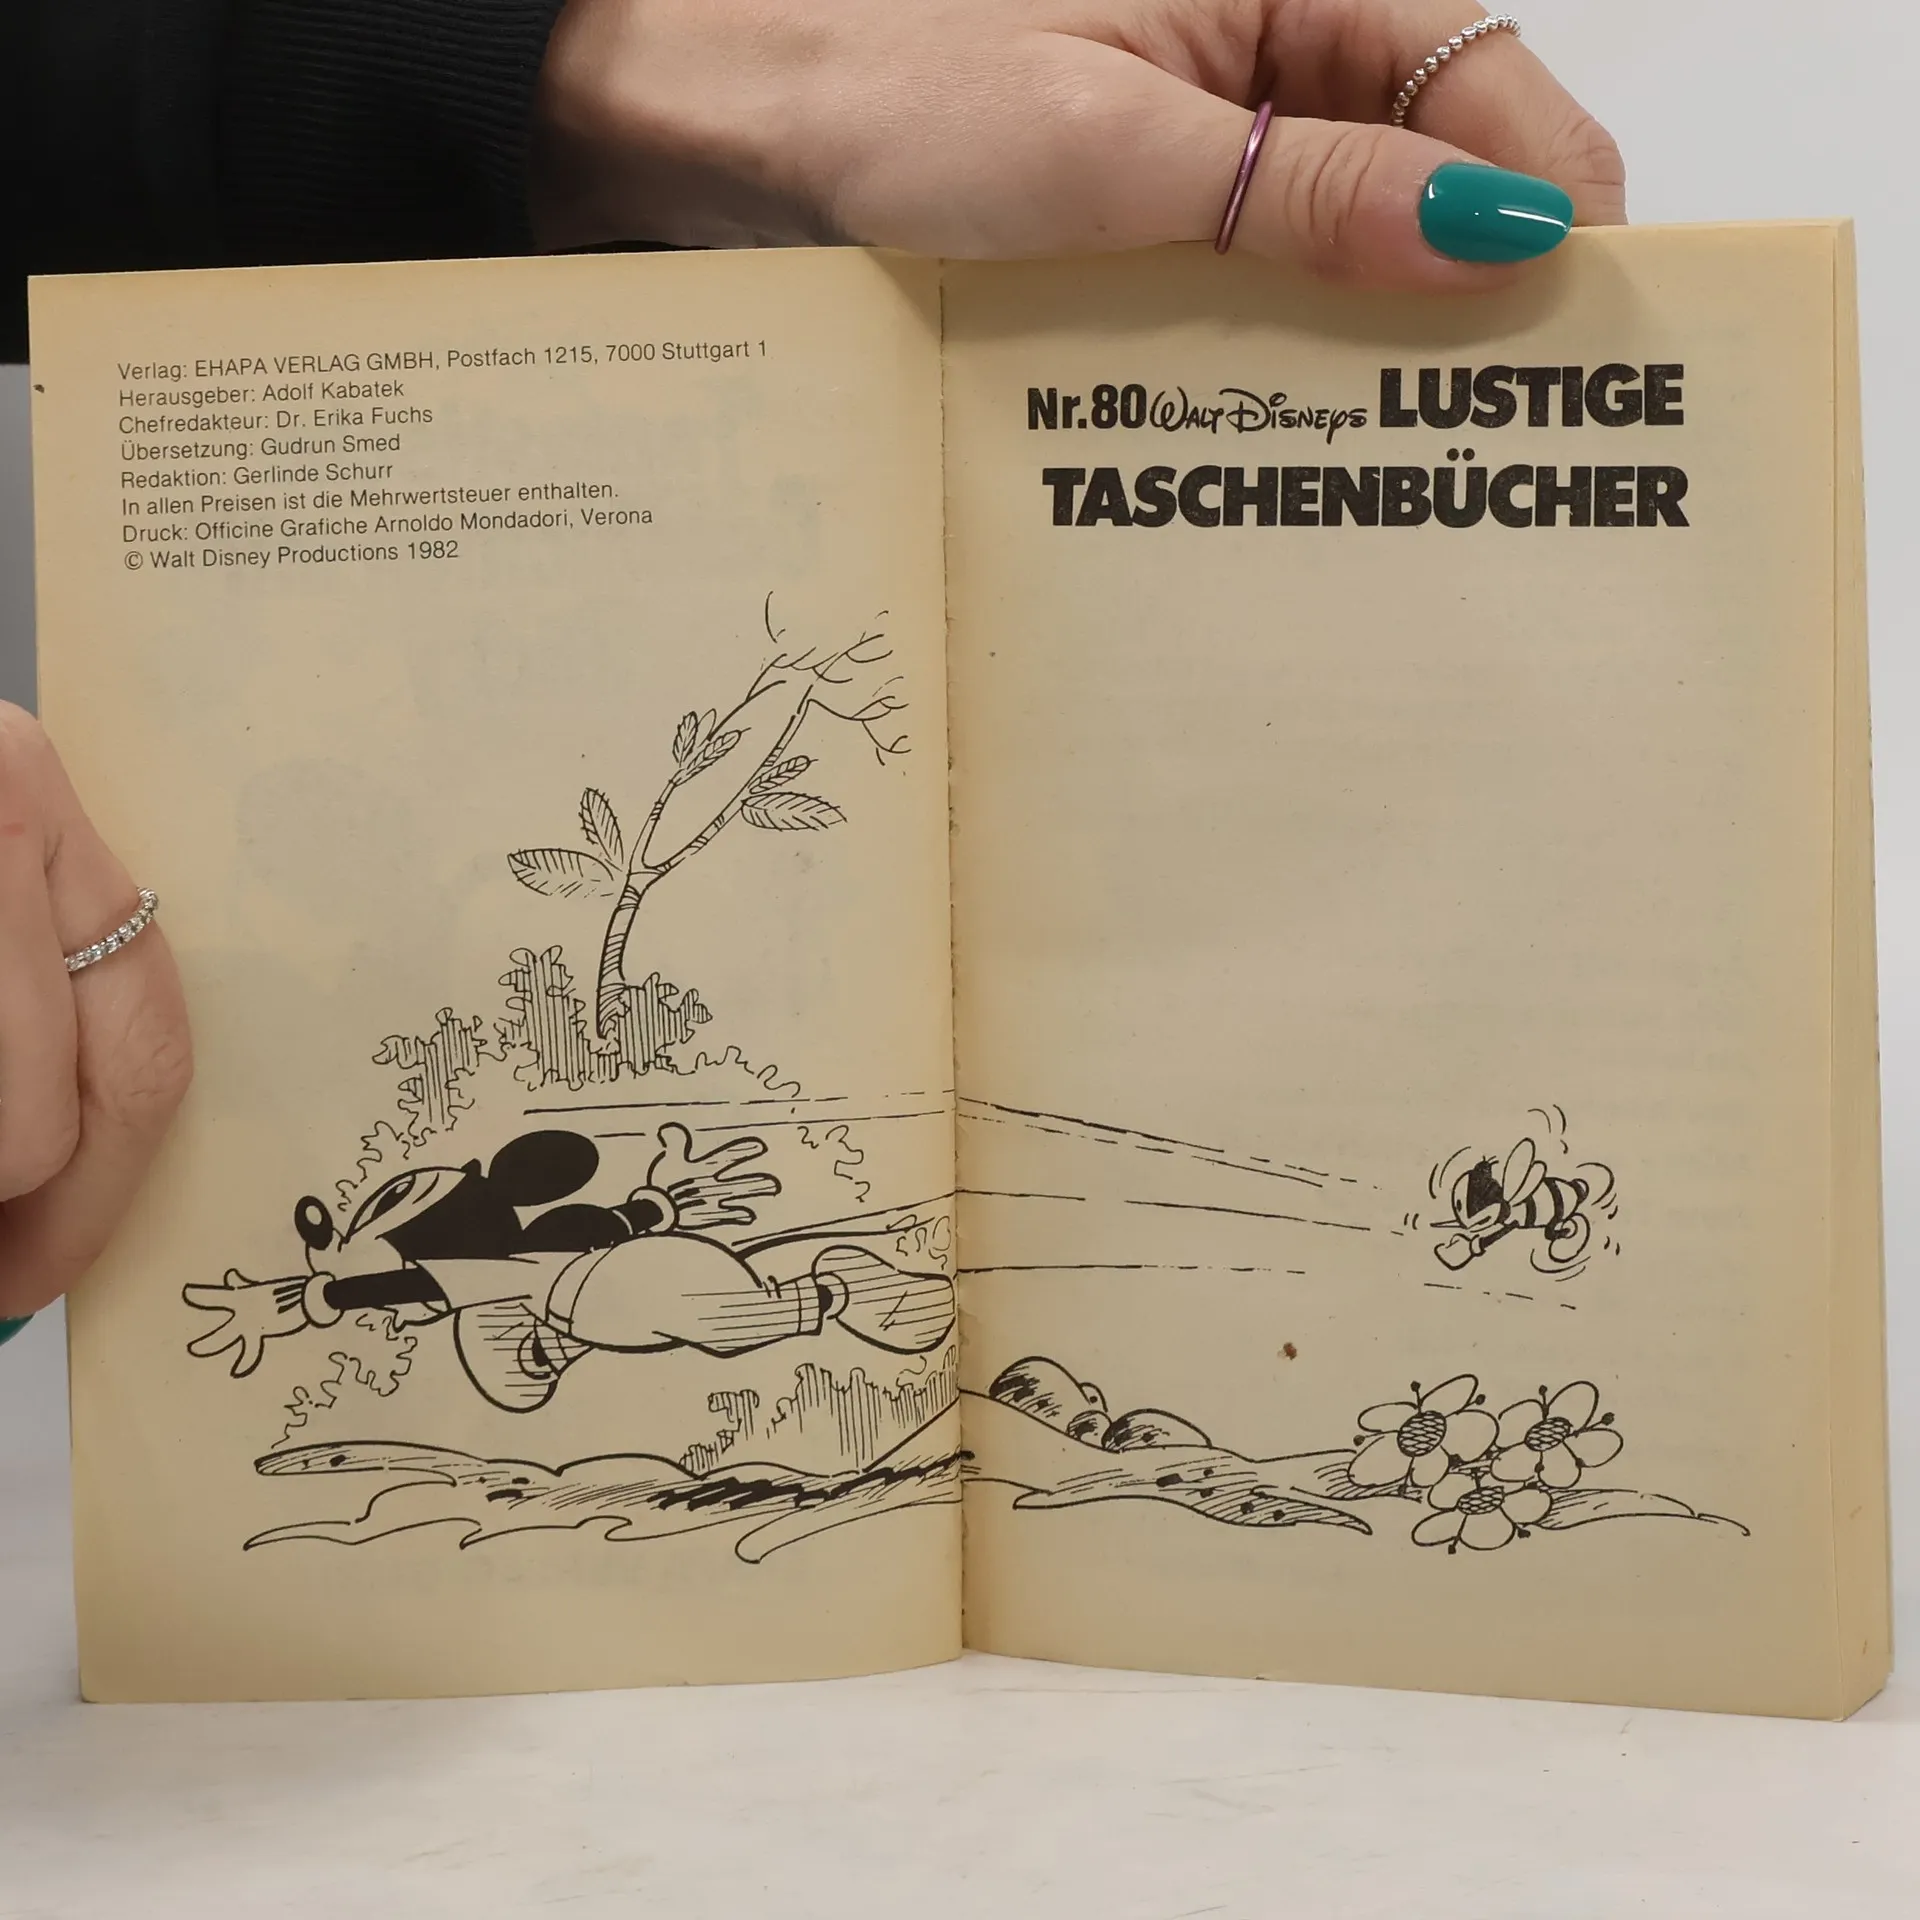 Verlag: EHAPA VERLAG GMBH, Postfach 1215, 7000 Stuttgart 1
Herausgeber: Adolf Kabatek
Chefredakteur: Dr. Erika Fuchs
Übersetzung: Gudrun Smed
Redaktion: Gerlinde Schurr
In allen Preisen ist die Mehrwertsteuer enthalten.
Druck: Officine Grafiche Arnoldo Mondadori, Verona
© Walt Disney Productions 1982
Nr.80 WALT DISNEYS LUSTIGE
TASCHENBÜCHER